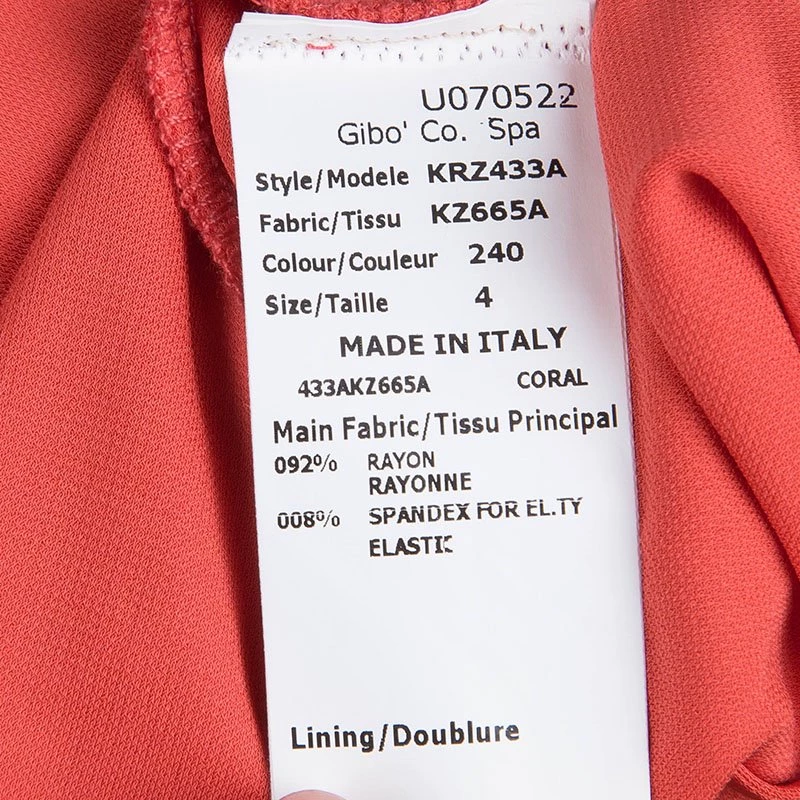 U070522
Gibo' Co. Spa
Style/Modele KRZ433A
Fabric/Tissu KZ665A
Colour/Couleur 240
Size/Taille 4
MADE IN ITALY
433AKZ665A CORAL
Main Fabric/Tissu Principal
092% RAYON
RAYONNE
008% SPANDEX FOR EL.TY
ELASTIC
Lining/Doublure